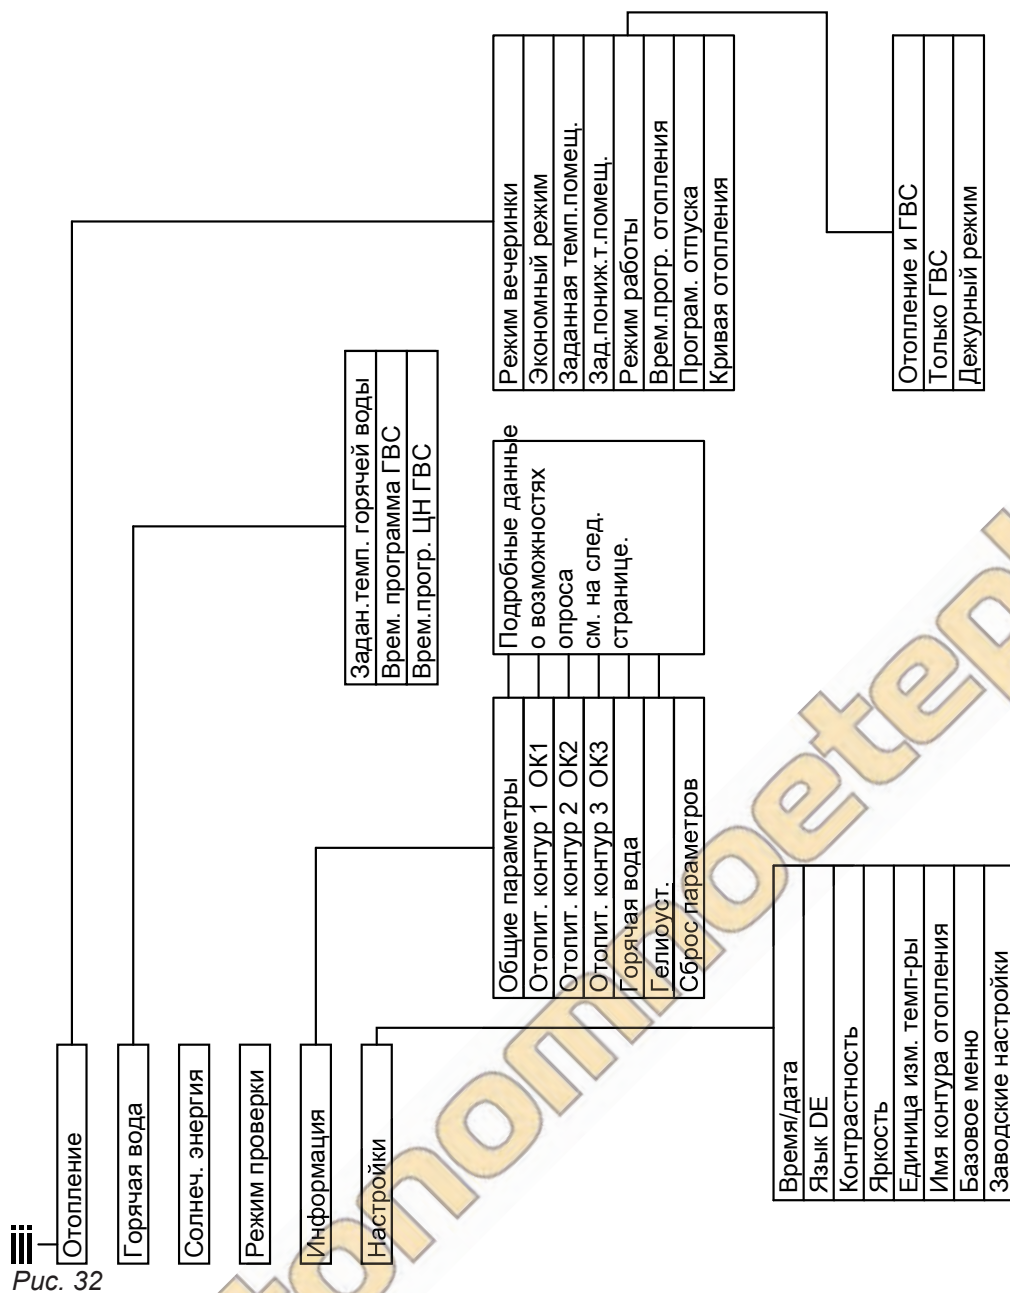 Отопление
Горячая вода
Солнеч. энергия
Режим проверки
Информация
Настройки
Режим вечеринки
Экономный режим
Заданная темп.помещ.
Зад.пониж.т.помещ.
Режим работы
Врем.прогр. отопления
Програм. отпуска
Кривая отопления
Отопление и ГВС
Только ГВС
Дежурный режим
Задан.темп. горячей воды
Врем. программа ГВС
Врем.прогр. ЦН ГВС
Общие параметры
Отопит. контур 1 ОК1
Отопит. контур 2 ОК2
Отопит. контур 3 ОК3
Горячая вода
Гелиоуст.
Сброс параметров
Подробные данные
о возможностях
опроса
см. на след.
странице.
Время/дата
Язык DE
Контрастность
Яркость
Единица изм. темп-ры
Имя контура отопления
Базовое меню
Заводские настройки
Рис. 32
tonomnoetepl